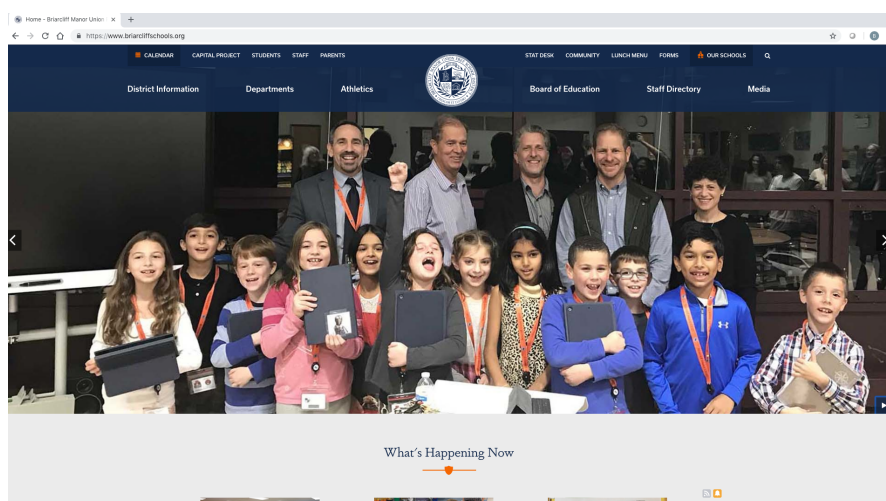 Home - Briarcliff Manor Union
https://www.briarcliffschools.org
CALENDAR CAPITAL PROJECT STUDENTS STAFF PARENTS STAT DESK COMMUNITY LUNCH MENU FORMS OUR SCHOOLS
District Information Departments Athletics Board of Education Staff Directory Media
What's Happening Now